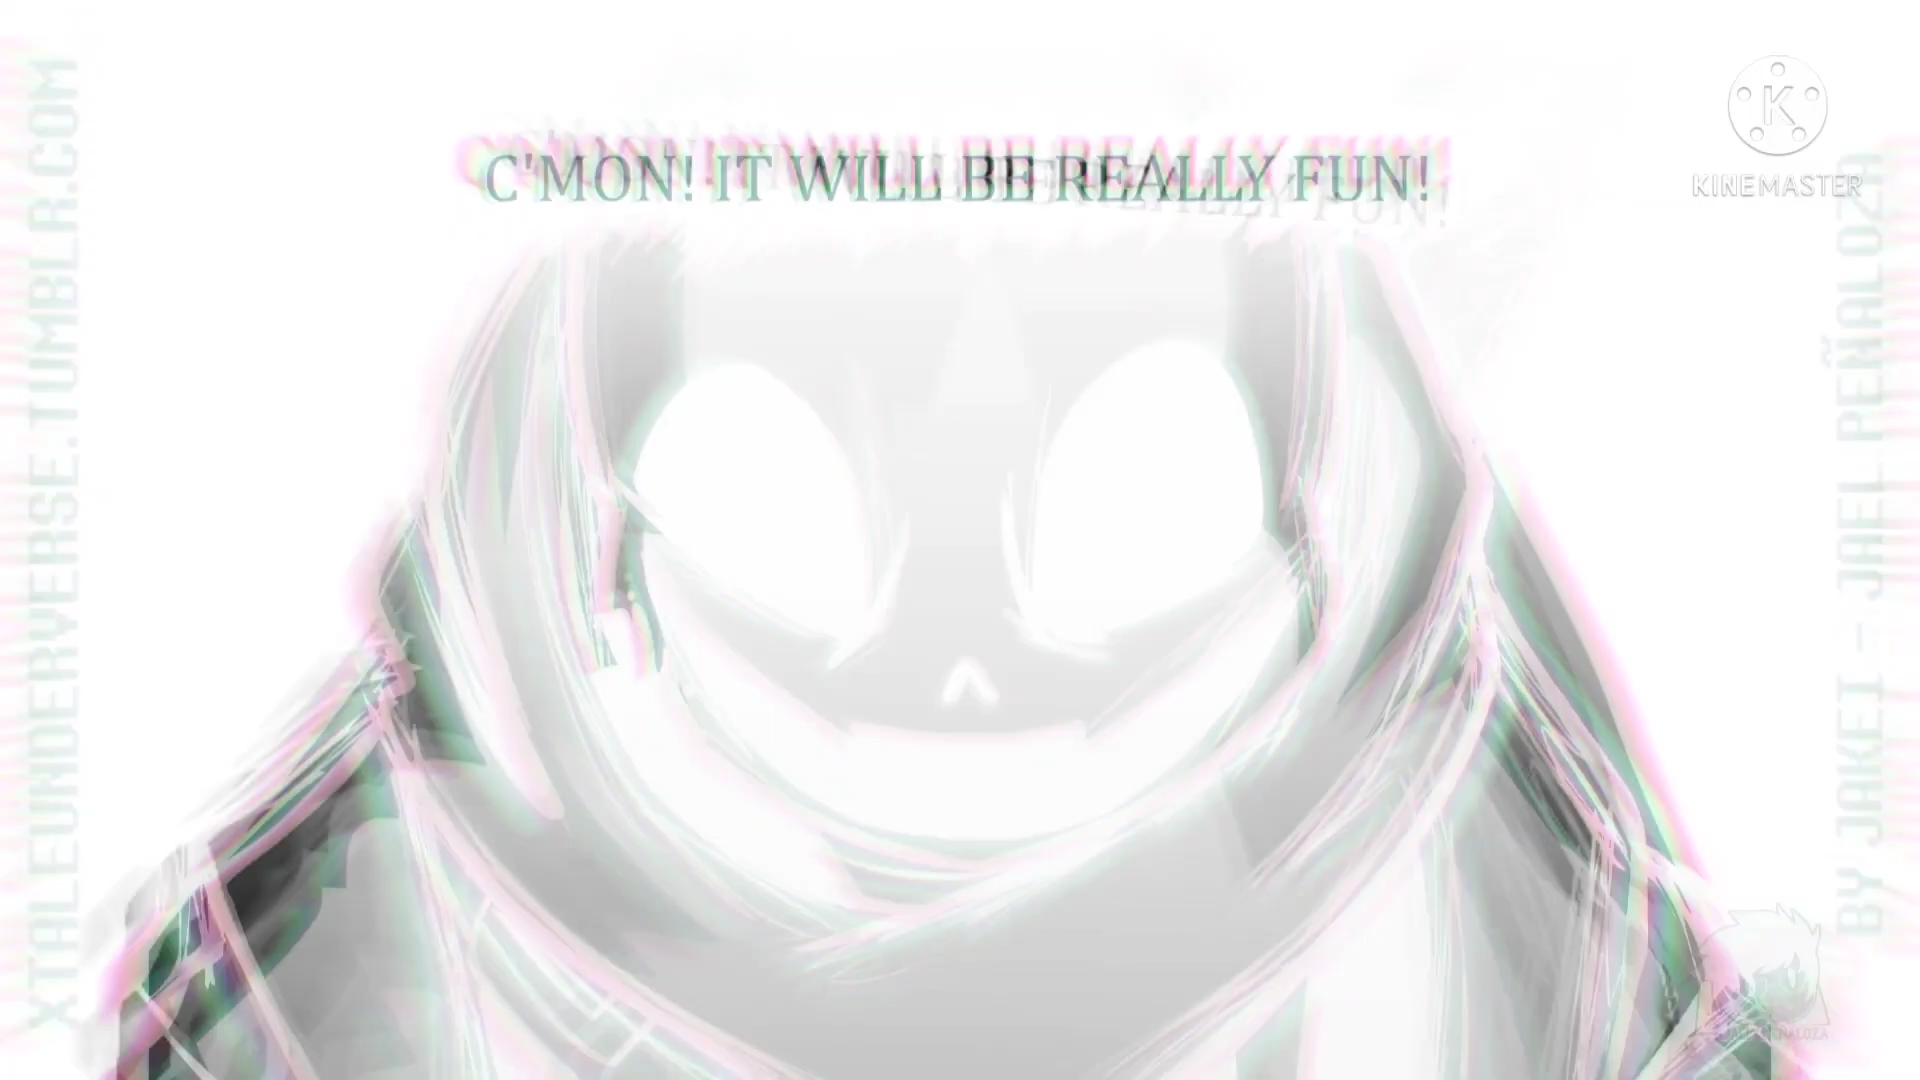 C'MON! IT WILL BE REALLY FUN!
KINEMASTER
XTALEUNDERVERSE.TUMBLR.COM
BY JAKEI - JAEL PEÑALOZA